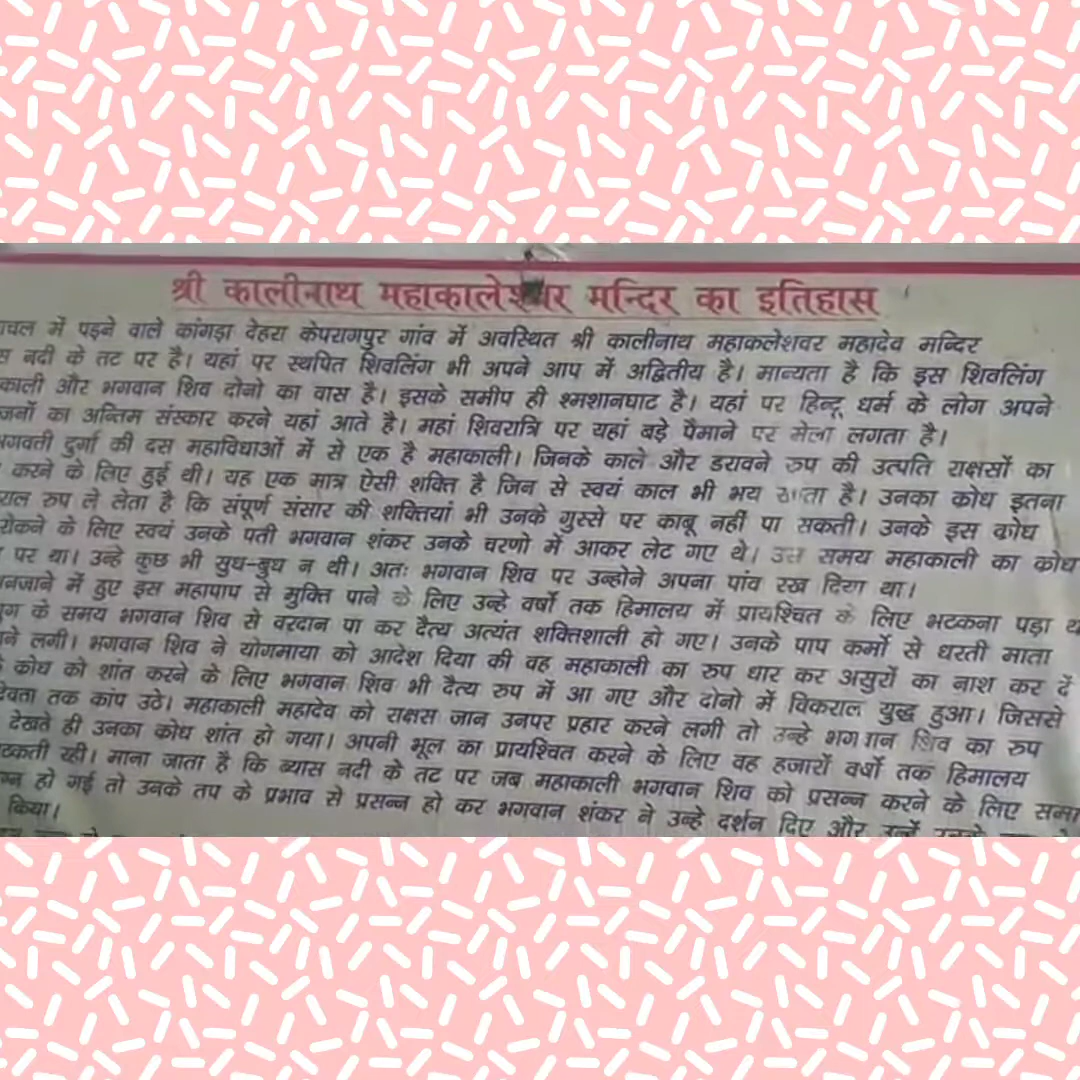 श्री कालीनाथ महाकालेश्वर मन्दिर का इतिहास
में पड़ने वाले कांगड़ा देहरा केपरागपुर गांव में अवस्थित श्री कालीनाथ महाकलेशवर महादेव मन्दिर
नदी के तट पर है। यहां पर स्थपित शिवलिंग भी अपने आप में अद्वितीय है। मान्यता है कि इस शिवलिंग
काली और भगवान शिव दोनो का वास है। इसके समीप ही श्मशानघाट है। यहां पर हिन्दू धर्म के लोग अपने
का अन्तिम संस्कार करने यहां आते है। महां शिवरात्रि पर यहां बड़े पैमाने पर मेला लगता है।
दुर्गा की दस महाविधाओं में से एक है महाकाली। जिनके काले और डरावने रुप की उत्पति राक्षसों का
करने के लिए हुई थी। यह एक मात्र ऐसी शक्ति है जिन से स्वयं काल भी भय खाता है। उनका क्रोध इतना
रुप ले लेता है कि संपूर्ण संसार की शक्तियां भी उनके गुस्से पर काबू नहीं पा सकती। उनके इस क्रोध
रोकने के लिए स्वयं उनके पती भगवान शंकर उनके चरणो में आकर लेट गए थे। उस समय महाकाली का क्रोध
पर था। उन्हे कुछ भी सुध-बुध न थी। अतः भगवान शिव पर उन्होने अपना पांव रख दिया था।
में हुए इस महापाप से मुक्ति पाने के लिए उन्हे वर्षो तक हिमालय में प्रायश्चित के लिए भटकना पड़ा
के समय भगवान शिव से वरदान पा कर दैत्य अत्यंत शक्तिशाली हो गए। उनके पाप कर्मो से धरती माता
लगी। भगवान शिव ने योगमाया को आदेश दिया की वह महाकाली का रुप धार कर असुरों का नाश कर दें
क्रोध को शांत करने के लिए भगवान शिव भी दैत्य रुप में आ गए और दोनो में विकराल युद्ध हुआ। जिससे
देवता तक कांप उठे। महाकाली महादेव को राक्षस जान उनपर प्रहार करने लगी तो उन्हे भगवान शिव का रुप
देखते ही उनका क्रोध शांत हो गया। अपनी भूल का प्रायश्चित करने के लिए वह हजारों वर्षो तक हिमालय
रही। माना जाता है कि ब्यास नदी के तट पर जब महाकाली भगवान शिव को प्रसन्न करने के लिए
हो गई तो उनके तप के प्रभाव से प्रसन्न हो कर भगवान शंकर ने उन्हे दर्शन दिए और
किया।